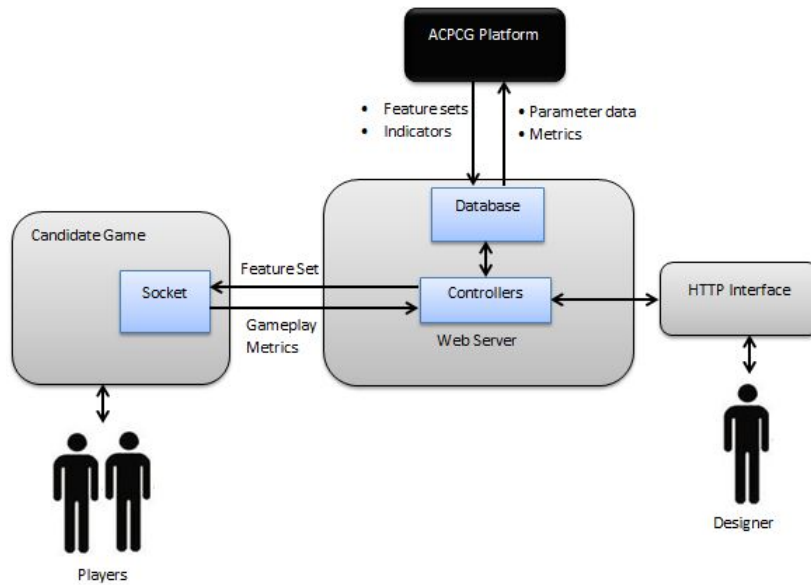 ACPCG Platform
• Feature sets
• Indicators
• Parameter data
• Metrics
Database
Candidate Game
Socket
Feature Set
Gameplay
Metrics
Controllers
Web Server
HTTP Interface
Designer
Players